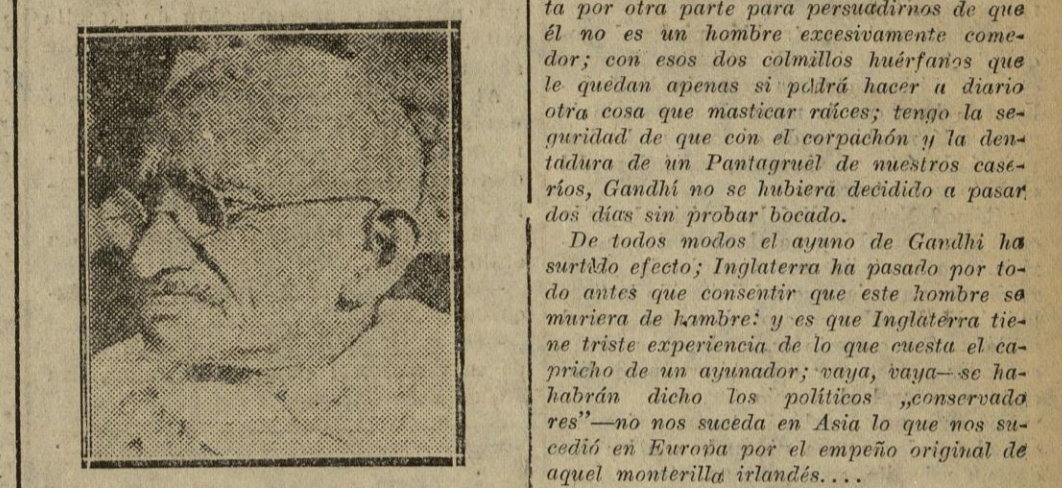 ta por otra parte para persuadirnos de que
él no es un hombre excesivamente come-
dor; con esos dos colmillos huérfanos que
le quedan apenas si podrá hacer a diario
otra cosa que masticar raíces; tengo la se-
guridad de que con el corpachón y la den-
tadura de un Pantagruel de nuestros case-
ríos, Gandhí no se hubiera decidido a pasar
dos días sin probar bocado.
De todos modos el ayuno de Gandhi ha
surtido efecto; Inglaterra ha pasado por to-
do antes que consentir que este hombre se
muriera de hambre: y es que Inglaterra tie-
ne triste experiencia de lo que cuesta el ca-
pricho de un ayunador; vaya, vaya—se ha-
habrán dicho los políticos „conservado
res”—no nos suceda en Asia lo que nos su-
cedió en Europa por el empeño original de
aquel monterilla irlandés....